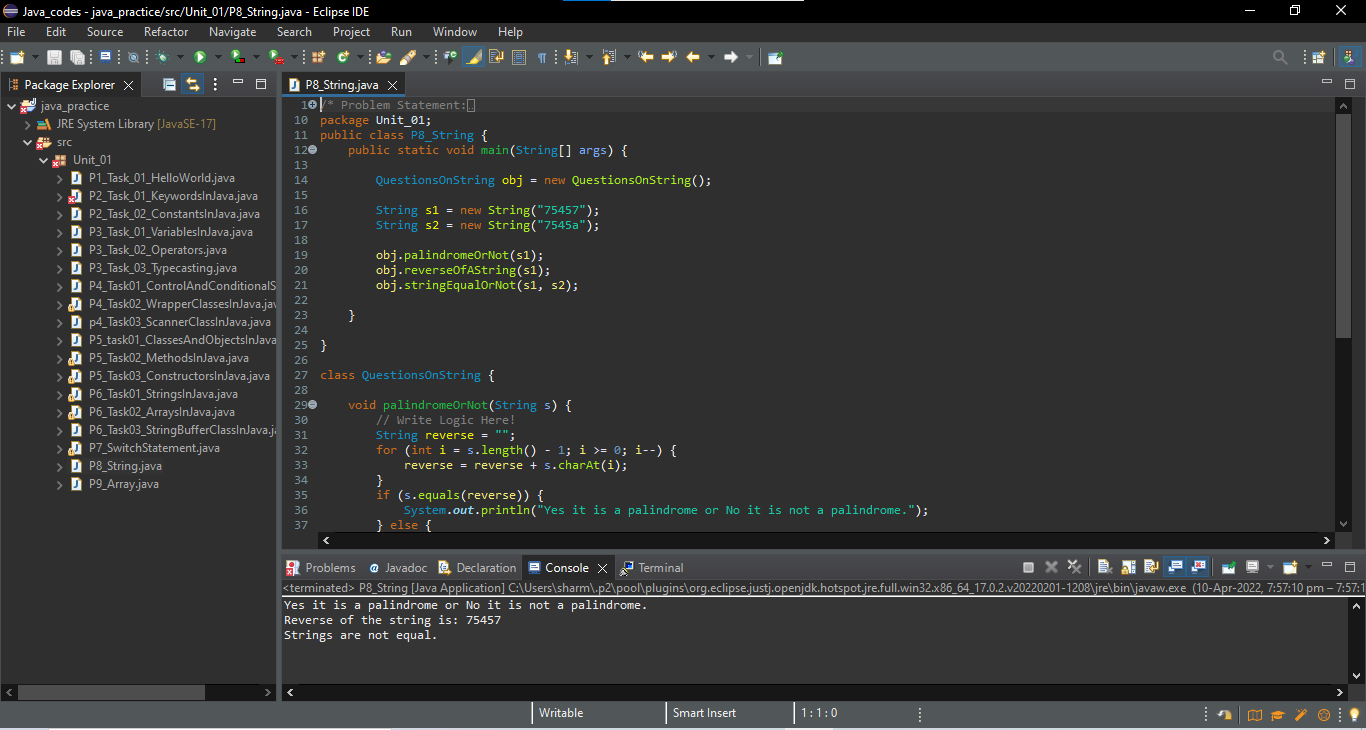 Java_codes - java_practice/src/Unit_01/P8_String.java - Eclipse IDE
File Edit Source Refactor Navigate Search Project Run Window Help
Package Explorer
java_practice
JRE System Library [JavaSE-17]
src
Unit_01
P1_Task_01_HelloWorld.java
P2_Task_01_KeywordsInJava.java
P2_Task_02_ConstantsInJava.java
P3_Task_01_VariablesInJava.java
P3_Task_02_Operators.java
P3_Task_03_Typecasting.java
P4_Task01_ControlAndConditionalS
P4_Task02_WrapperClassesInJava.jav
p4_Task03_ScannerClassInJava.java
P5_task01_ClassesAndObjectsInJava
P5_Task02_MethodsInJava.java
P5_Task03_ConstructorsInJava.java
P6_Task01_StringsInJava.java
P6_Task02_ArraysInJava.java
P6_Task03_StringBufferClassInJava.ja
P7_SwitchStatement.java
P8_String.java
P9_Array.java
P8_String.java
1 /* Problem Statement:
10 package Unit_01;
11 public class P8_String {
12 public static void main(String[] args) {
13
14 QuestionsOnString obj = new QuestionsOnString();
15
16 String s1 = new String("75457");
17 String s2 = new String("7545a");
18
19 obj.palindromeOrNot(s1);
20 obj.reverseOfAString(s1);
21 obj.stringEqualOrNot(s1, s2);
22
23 }
24
25 }
26
27 class QuestionsOnString {
28
29 void palindromeOrNot(String s) {
30 // Write Logic Here!
31 String reverse = "";
32 for (int i = s.length() - 1; i >= 0; i--) {
33 reverse = reverse + s.charAt(i);
34 }
35 if (s.equals(reverse)) {
36 System.out.println("Yes it is a palindrome or No it is not a palindrome.");
37 } else {
Problems Javadoc Declaration Console Terminal
<terminated> P8_String [Java Application] C:\Users\sharm\.p2\pool\plugins\org.eclipse.justj.openjdk.hotspot.jre.full.win32.x86_64_17.0.2.v20220201-1208\jre\bin\javaw.exe (10-Apr-2022, 7:57:10 pm – 7:57:1
Yes it is a palindrome or No it is not a palindrome.
Reverse of the string is: 75457
Strings are not equal.
Writable Smart Insert 1 : 1 : 0